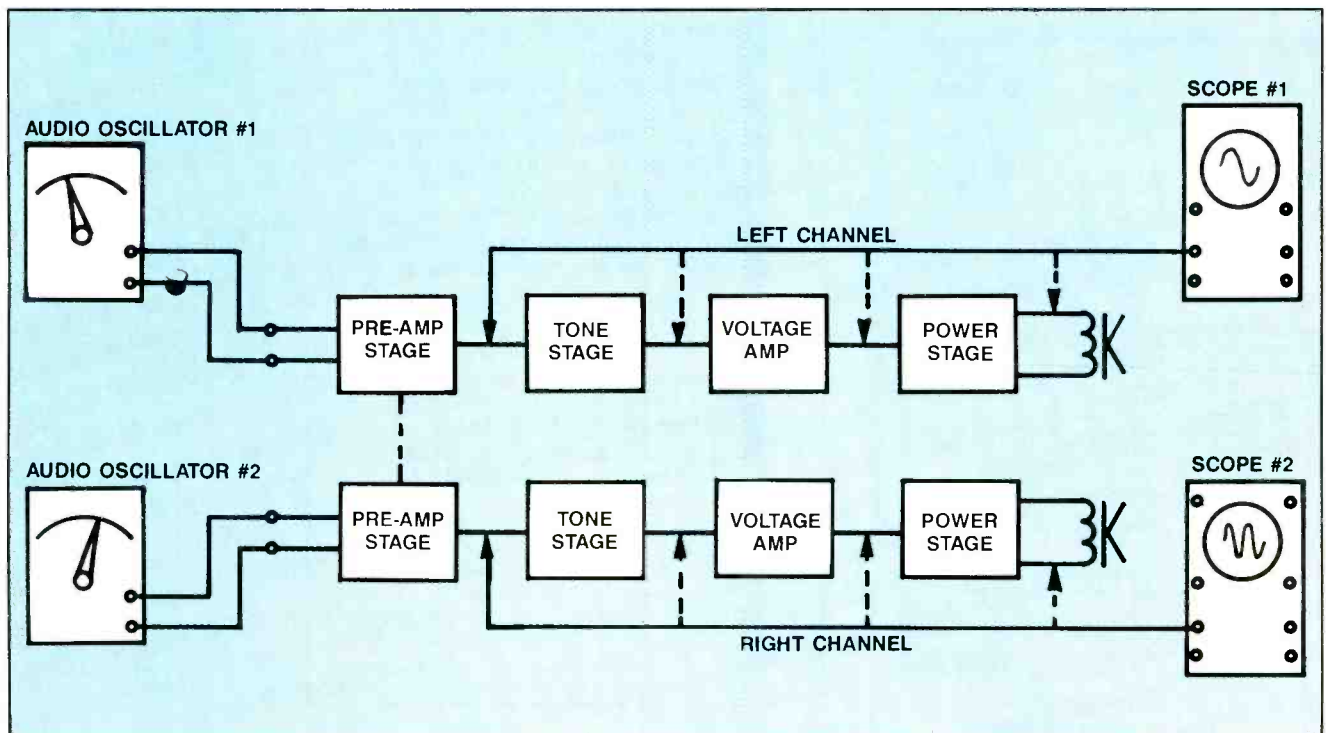 SCOPE #1
AUDIO OSCILLATOR #1
LEFT CHANNEL
PRE-AMP
STAGE
TONE
STAGE
VOLTAGE
AMP
POWER
STAGE
AUDIO OSCILLATOR #2
SCOPE #2
PRE-AMP
STAGE
TONE
STAGE
VOLTAGE
AMP
POWER
STAGE
RIGHT CHANNEL